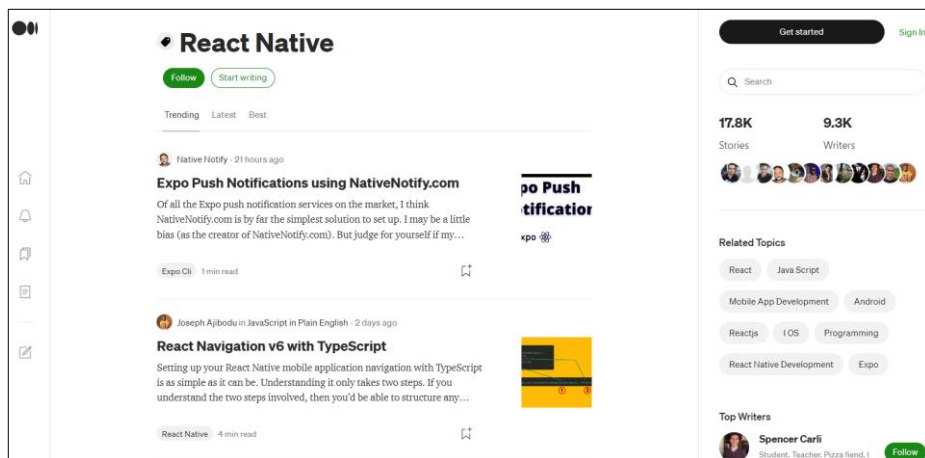 React Native
Follow
Start writing
Trending Latest Best
Native Notify · 21 hours ago
Expo Push Notifications using NativeNotify.com
Of all the Expo push notification services on the market, I think
NativeNotify.com is by far the simplest solution to set up. I may be a little
bias (as the creator of NativeNotify.com). But judge for yourself if my...
Expo Cli 1 min read
po Push
tification
xpo
Joseph Ajibodu in JavaScript in Plain English · 2 days ago
React Navigation v6 with TypeScript
Setting up your React Native mobile application navigation with TypeScript
is as simple as it can be. Understanding it only takes two steps. If you
understand the two steps involved, then you'd be able to structure any...
React Native 4 min read
Get started Sign In
Search
17.8K 9.3K
Stories Writers
Related Topics
React Java Script
Mobile App Development Android
Reactjs IOS Programming
React Native Development Expo
Top Writers
Spencer Carli
Student. Teacher. Pizza fiend. I
Follow